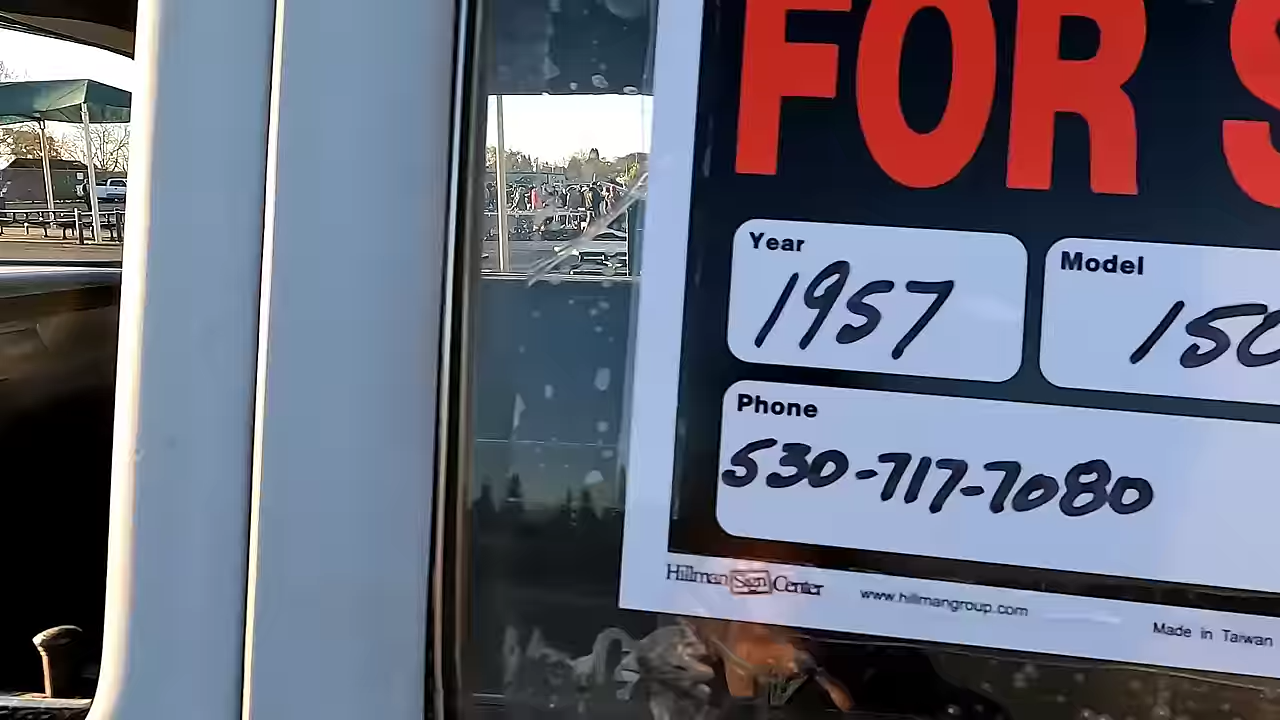 FOR S
Year
1957
Model
150
Phone
530-717-7080
Hillman Sign Center
www.hillmangroup.com
Made in Taiwan